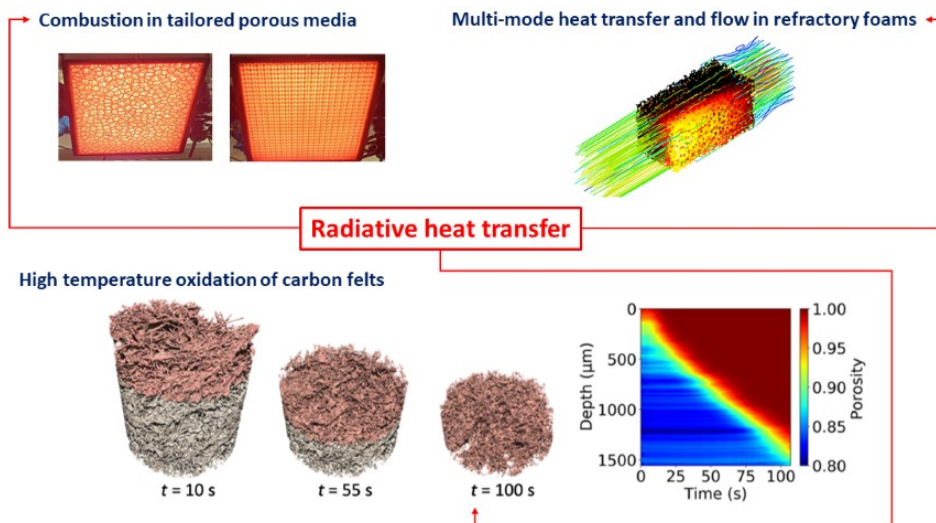 Combustion in tailored porous media
Multi-mode heat transfer and flow in refractory foams
Radiative heat transfer
High temperature oxidation of carbon felts
t = 10 s
t = 55 s
t = 100 s
Depth (μm)
0
500
1000
1500
0 25 50 75
Time (s)
1.00
0.95
0.90
0.85
0.80
Porosity